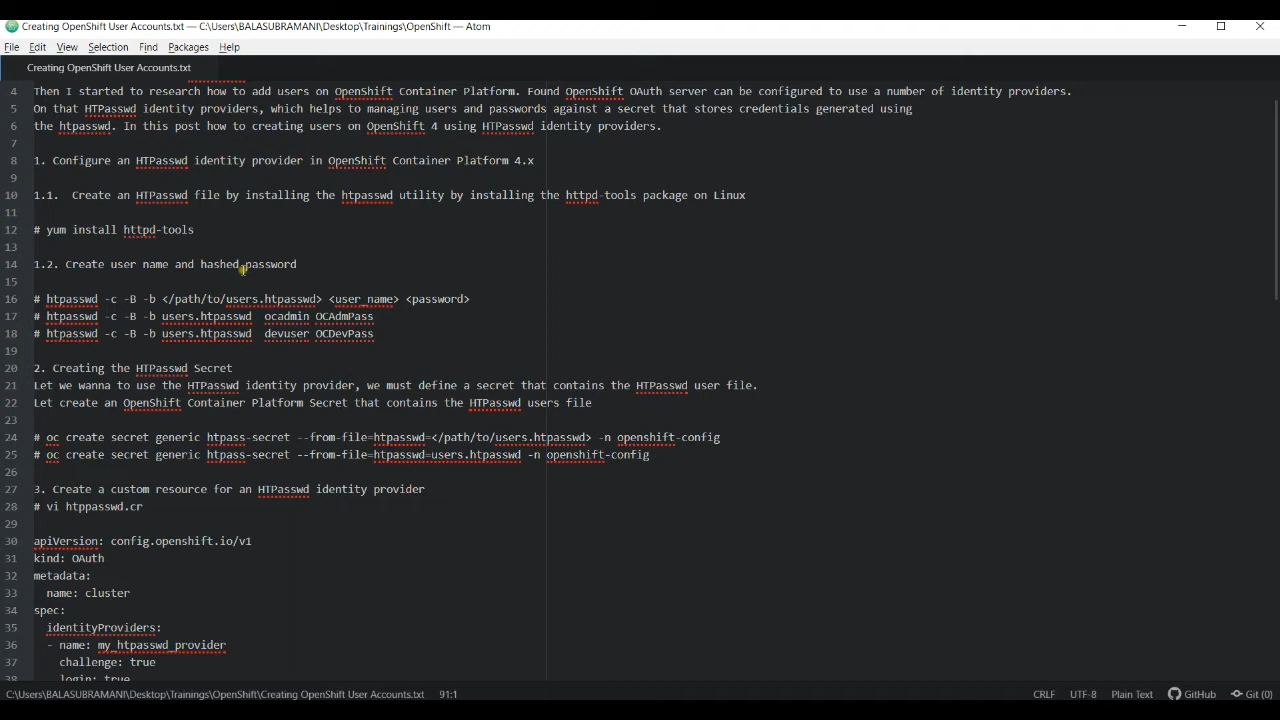 Creating OpenShift User Accounts.txt — C:\Users\BALASUBRAMANI\Desktop\Trainings\OpenShift — Atom
File Edit View Selection Find Packages Help
Creating OpenShift User Accounts.txt
4 Then I started to research how to add users on OpenShift Container Platform. Found OpenShift OAuth server can be configured to use a number of identity providers.
5 On that HTPasswd identity providers, which helps to managing users and passwords against a secret that stores credentials generated using
6 the htpasswd. In this post how to creating users on OpenShift 4 using HTPasswd identity providers.
7
8 1. Configure an HTPasswd identity provider in OpenShift Container Platform 4.x
9
10 1.1.  Create an HTPasswd file by installing the htpasswd utility by installing the httpd-tools package on Linux
11
12 # yum install httpd-tools
13
14 1.2. Create user name and hashed password
15
16 # htpasswd -c -B -b </path/to/users.htpasswd> <user_name> <password>
17 # htpasswd -c -B -b users.htpasswd  ocadmin OCAdmPass
18 # htpasswd -c -B -b users.htpasswd  devuser OCDevPass
19
20 2. Creating the HTPasswd Secret
21 Let we wanna to use the HTPasswd identity provider, we must define a secret that contains the HTPasswd user file.
22 Let create an OpenShift Container Platform Secret that contains the HTPasswd users file
23
24 # oc create secret generic htpass-secret --from-file=htpasswd=</path/to/users.htpasswd> -n openshift-config
25 # oc create secret generic htpass-secret --from-file=htpasswd=users.htpasswd -n openshift-config
26
27 3. Create a custom resource for an HTPasswd identity provider
28 # vi htppasswd.cr
29
30 apiVersion: config.openshift.io/v1
31 kind: OAuth
32 metadata:
33   name: cluster
34 spec:
35   identityProviders:
36   - name: my_htpasswd_provider
37     challenge: true
38     login: true
C:\Users\BALASUBRAMANI\Desktop\Trainings\OpenShift\Creating OpenShift User Accounts.txt 91:1 CRLF UTF-8 Plain Text GitHub Git (0)